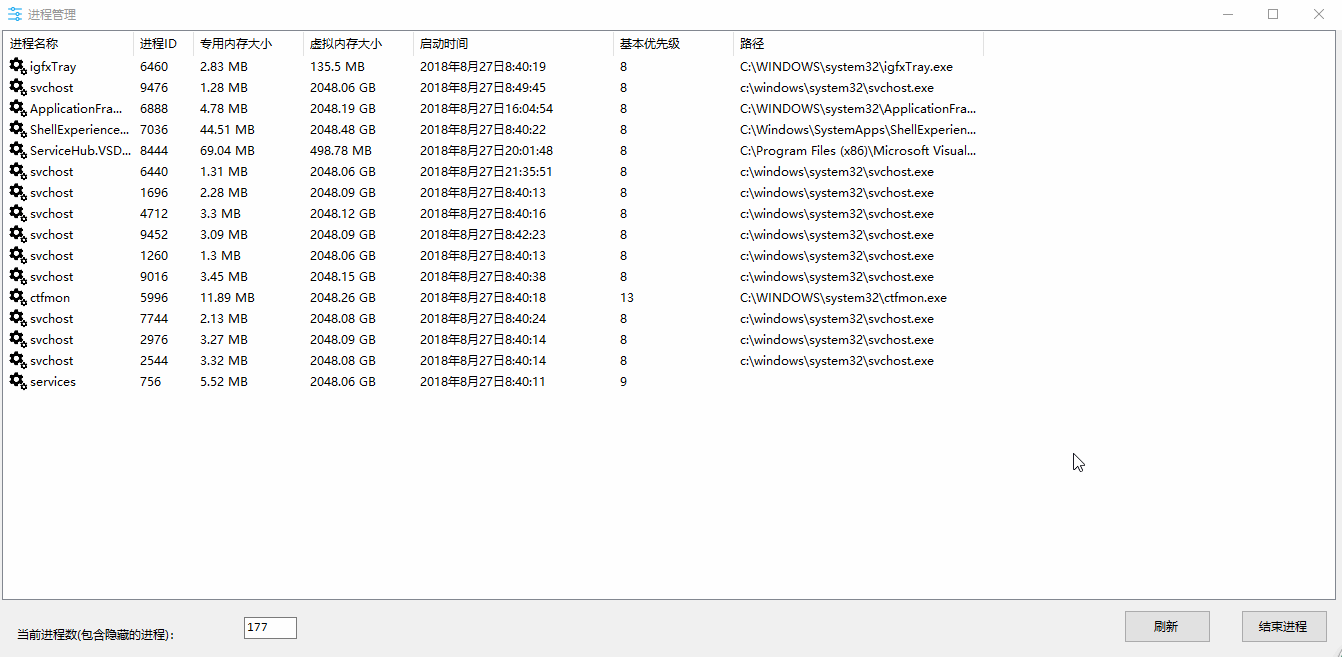 进程管理
进程名称 进程ID 专用内存大小 虚拟内存大小 启动时间 基本优先级 路径
igfxTray 6460 2.83 MB 135.5 MB 2018年8月27日8:40:19 8 C:\WINDOWS\system32\igfxTray.exe
svchost 9476 1.28 MB 2048.06 GB 2018年8月27日8:49:45 8 c:\windows\system32\svchost.exe
ApplicationFra... 6888 4.78 MB 2048.19 GB 2018年8月27日16:04:54 8 C:\WINDOWS\system32\ApplicationFra...
ShellExperience... 7036 44.51 MB 2048.48 GB 2018年8月27日8:40:22 8 C:\Windows\SystemApps\ShellExperien...
ServiceHub.VSD... 8444 69.04 MB 498.78 MB 2018年8月27日20:01:48 8 C:\Program Files (x86)\Microsoft Visual...
svchost 6440 1.31 MB 2048.06 GB 2018年8月27日21:35:51 8 c:\windows\system32\svchost.exe
svchost 1696 2.28 MB 2048.09 GB 2018年8月27日8:40:13 8 c:\windows\system32\svchost.exe
svchost 4712 3.3 MB 2048.12 GB 2018年8月27日8:40:16 8 c:\windows\system32\svchost.exe
svchost 9452 3.09 MB 2048.09 GB 2018年8月27日8:42:23 8 c:\windows\system32\svchost.exe
svchost 1260 1.3 MB 2048.06 GB 2018年8月27日8:40:13 8 c:\windows\system32\svchost.exe
svchost 9016 3.45 MB 2048.15 GB 2018年8月27日8:40:38 8 c:\windows\system32\svchost.exe
ctfmon 5996 11.89 MB 2048.26 GB 2018年8月27日8:40:18 13 C:\WINDOWS\system32\ctfmon.exe
svchost 7744 2.13 MB 2048.08 GB 2018年8月27日8:40:24 8 c:\windows\system32\svchost.exe
svchost 2976 3.27 MB 2048.09 GB 2018年8月27日8:40:14 8 c:\windows\system32\svchost.exe
svchost 2544 3.32 MB 2048.08 GB 2018年8月27日8:40:14 8 c:\windows\system32\svchost.exe
services 756 5.52 MB 2048.06 GB 2018年8月27日8:40:11 9
当前进程数(包含隐藏的进程)： 177 刷新 结束进程